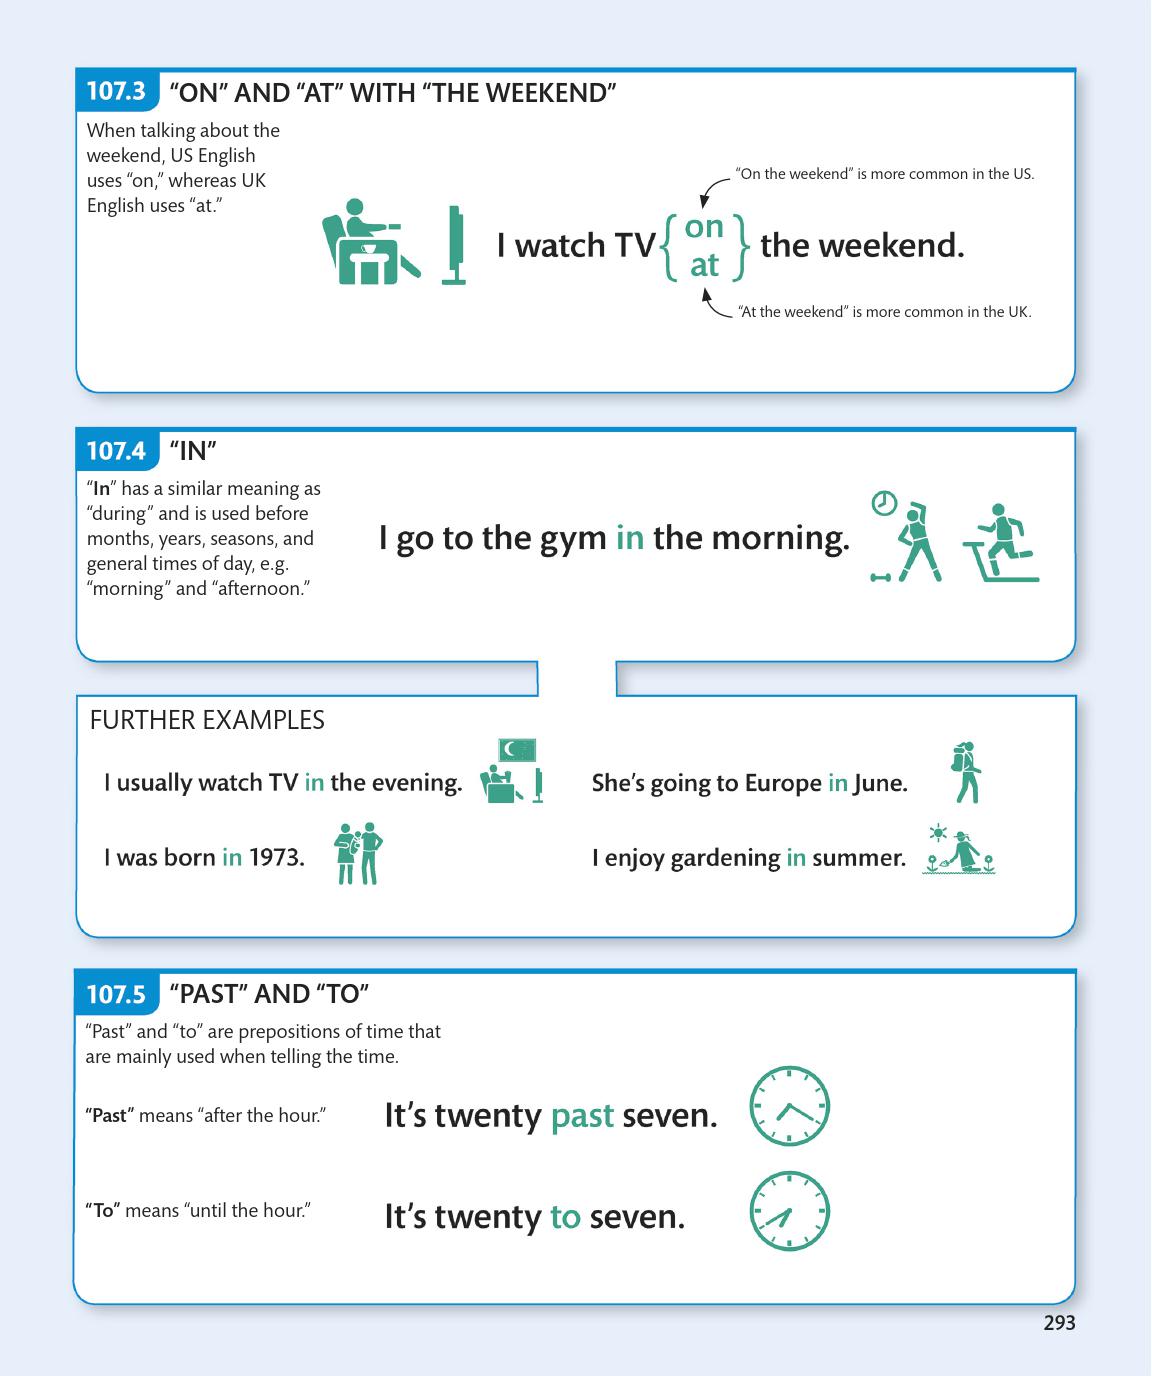 107.3 “ON” AND “AT” WITH “THE WEEKEND”
When talking about the
weekend, US English
uses “on,” whereas UK
English uses “at.”
“On the weekend” is more common in the US.
I watch TV { on at } the weekend.
“At the weekend” is more common in the UK.
107.4 “IN”
“In” has a similar meaning as
“during” and is used before
months, years, seasons, and
general times of day, e.g.
“morning” and “afternoon.”
I go to the gym in the morning.
FURTHER EXAMPLES
I usually watch TV in the evening.
She’s going to Europe in June.
I was born in 1973.
I enjoy gardening in summer.
107.5 “PAST” AND “TO”
“Past” and “to” are prepositions of time that
are mainly used when telling the time.
“Past” means “after the hour.”
It’s twenty past seven.
“To” means “until the hour.”
It’s twenty to seven.
293